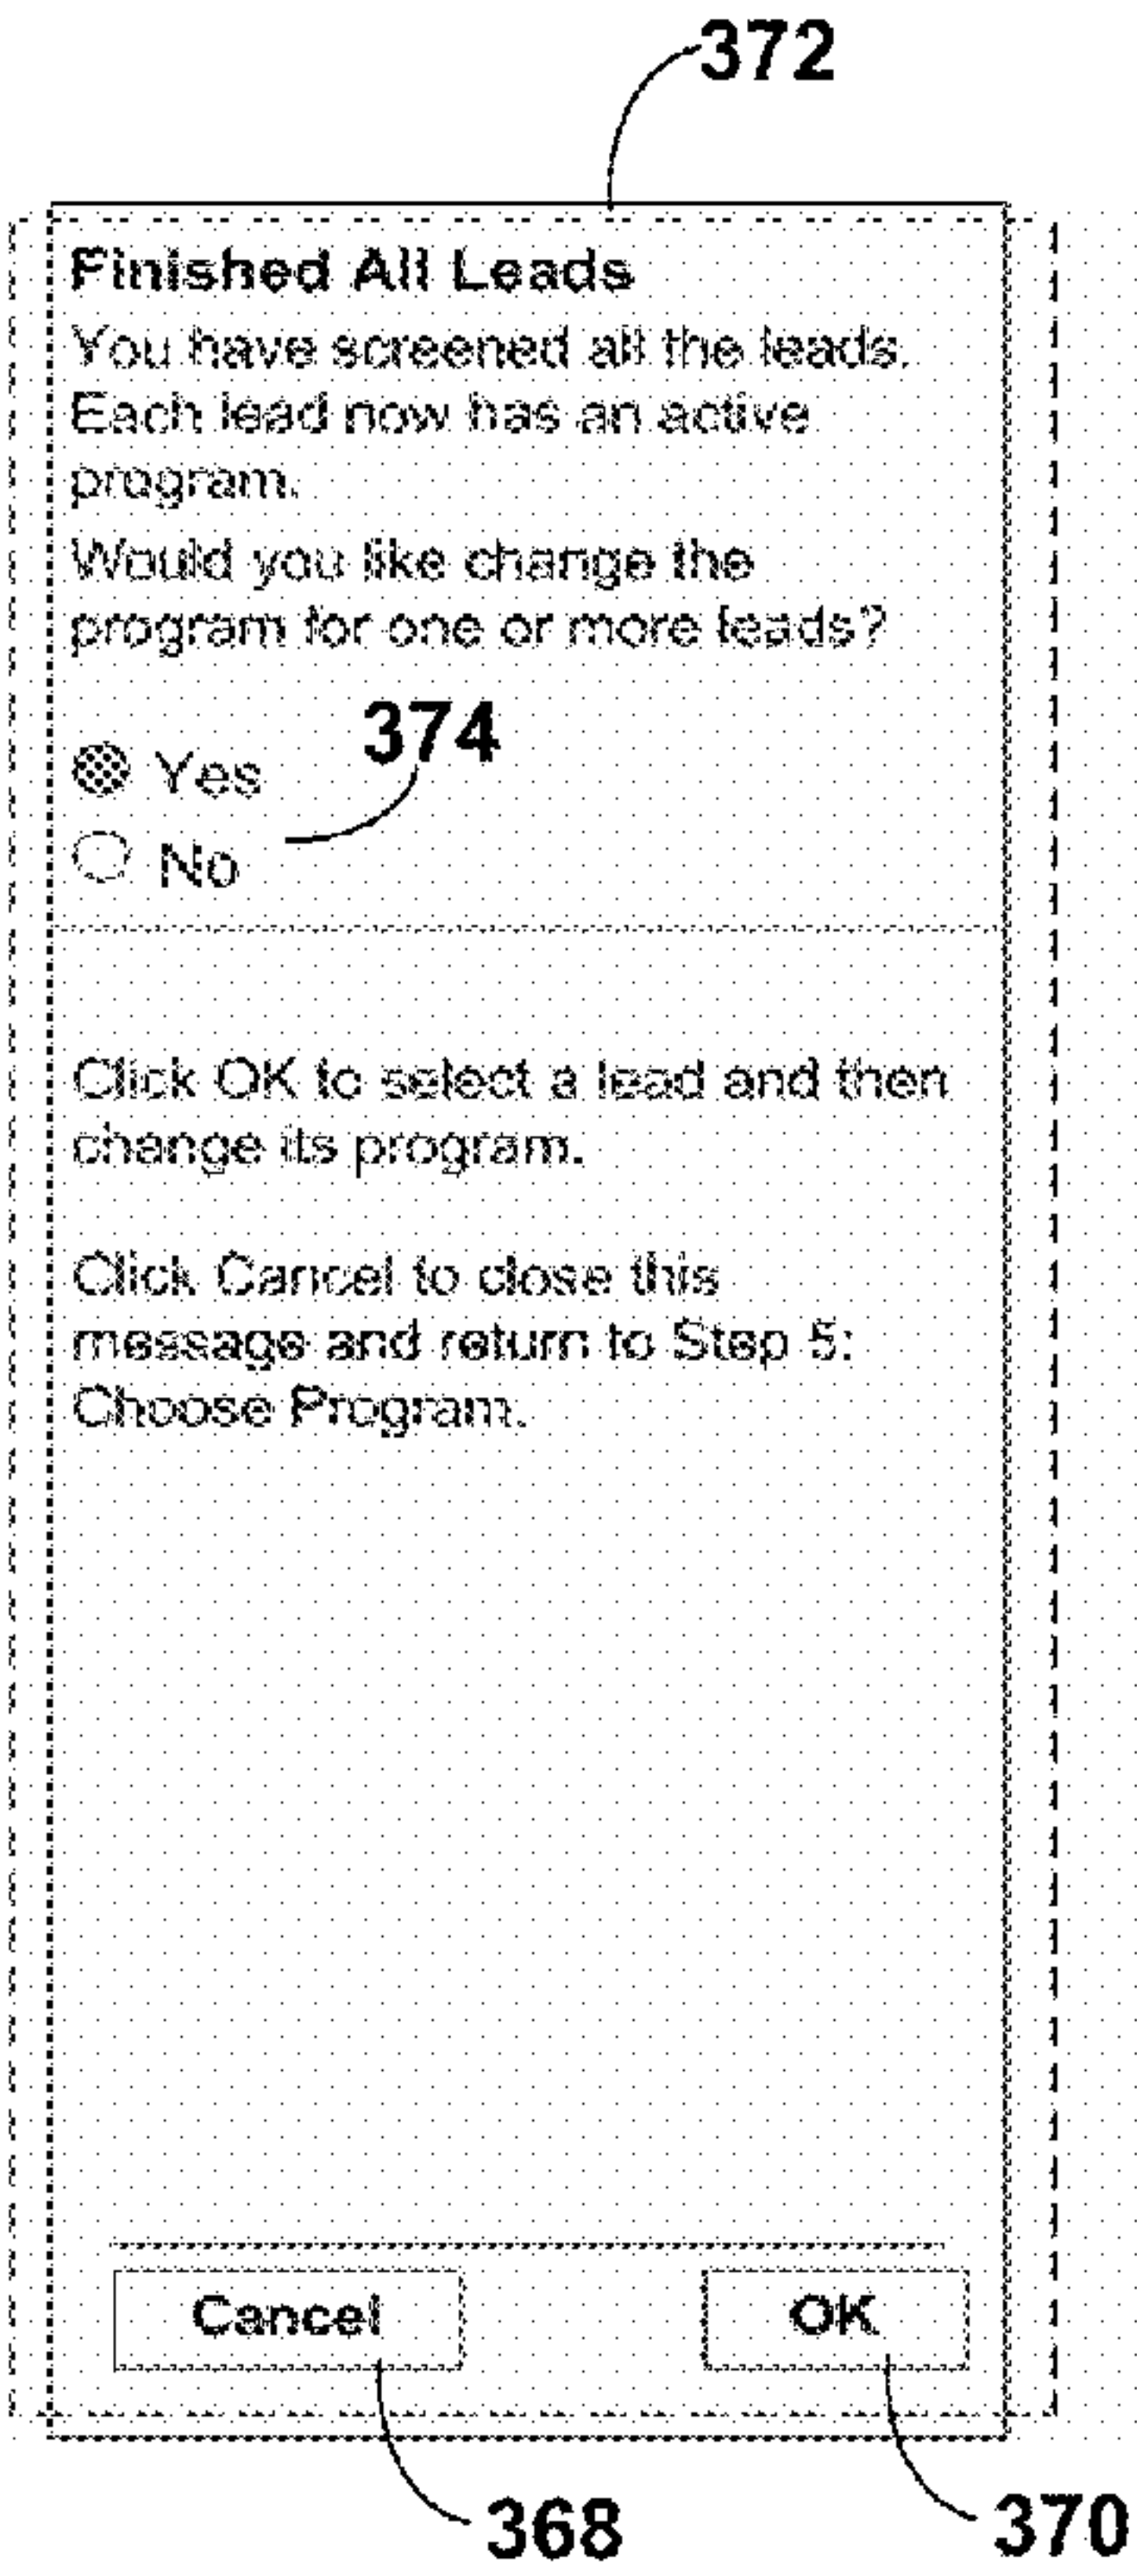 372
Finished All Leads
You have screened all the leads.
Each lead now has an active
program.
Would you like change the
program for one or more leads?
374
Yes
No
Click OK to select a lead and then
change its program.
Click Cancel to close this
message and return to Step 5:
Choose Program.
Cancel OK
368 370